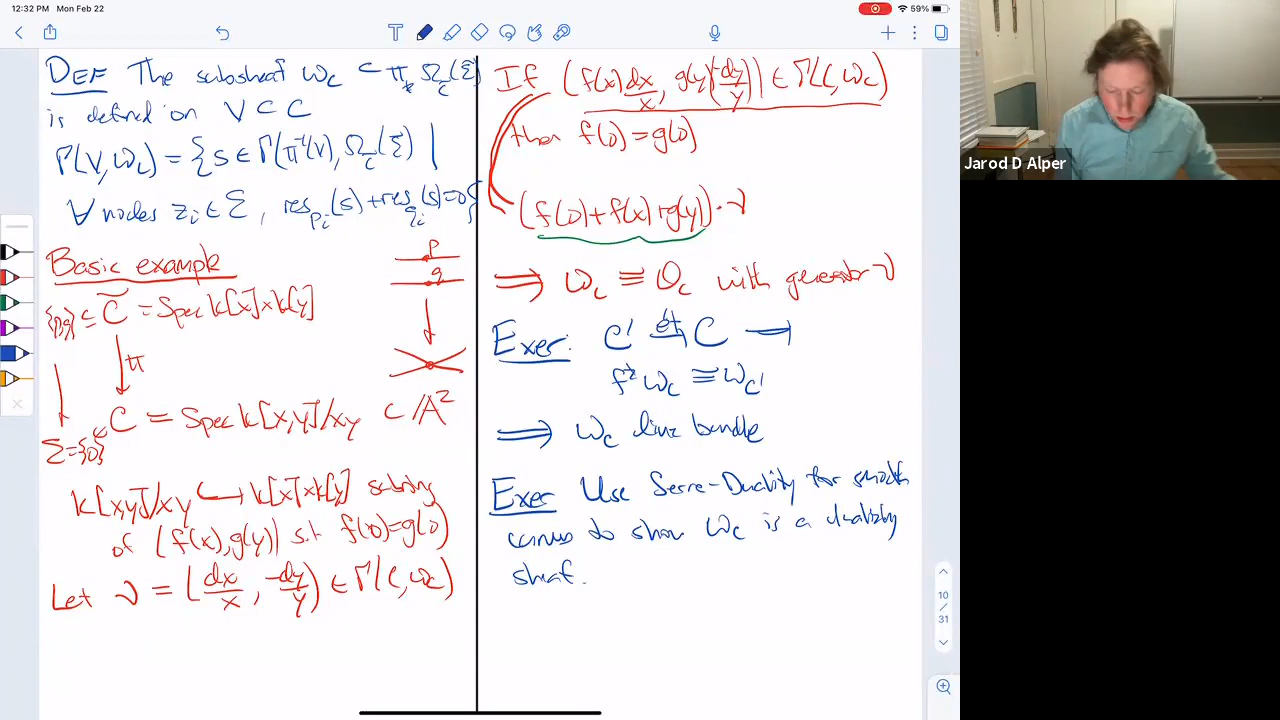 12:32 PM Mon Feb 22
59%
DEF The subsheaf ω_C ⊂ π_* Ω_C̃(Σ̃)
is defined on V ⊂ C
Γ(V, ω_C) = { s ∈ Γ(π⁻¹(V), Ω_C̃(Σ̃)) |
∀ nodes z_i ∈ Σ, res_{p_i}(s) + res_{q_i}(s) = 0 }
Basic example
p
q
{p,q} ⊆ C̃ = Spec k[x] × k[y]
π
Σ = {0} ∈ C = Spec k[x,y]/xy ⊂ A²
k[x,y]/xy ↪ k[x] × k[y] subring
of (f(x), g(y)) s.t. f(0) = g(0)
Let ν = (dx/x, -dy/y) ∈ Γ(C, ω_C)
If (f(x) dx/x, g(y)(-dy/y)) ∈ Γ(C, ω_C)
then f(0) = g(0)
(f(0) + f(x) + g(y)) · ν
⟹ ω_C ≅ O_C with generator ν
Exer: C' ét→ C ⟶
f* ω_C ≅ ω_C'
⟹ ω_C line bundle
Exer Use Serre-Duality for smooth
curves to show ω_C is a dualizing
sheaf.
10
/
31
Jarod D Alper